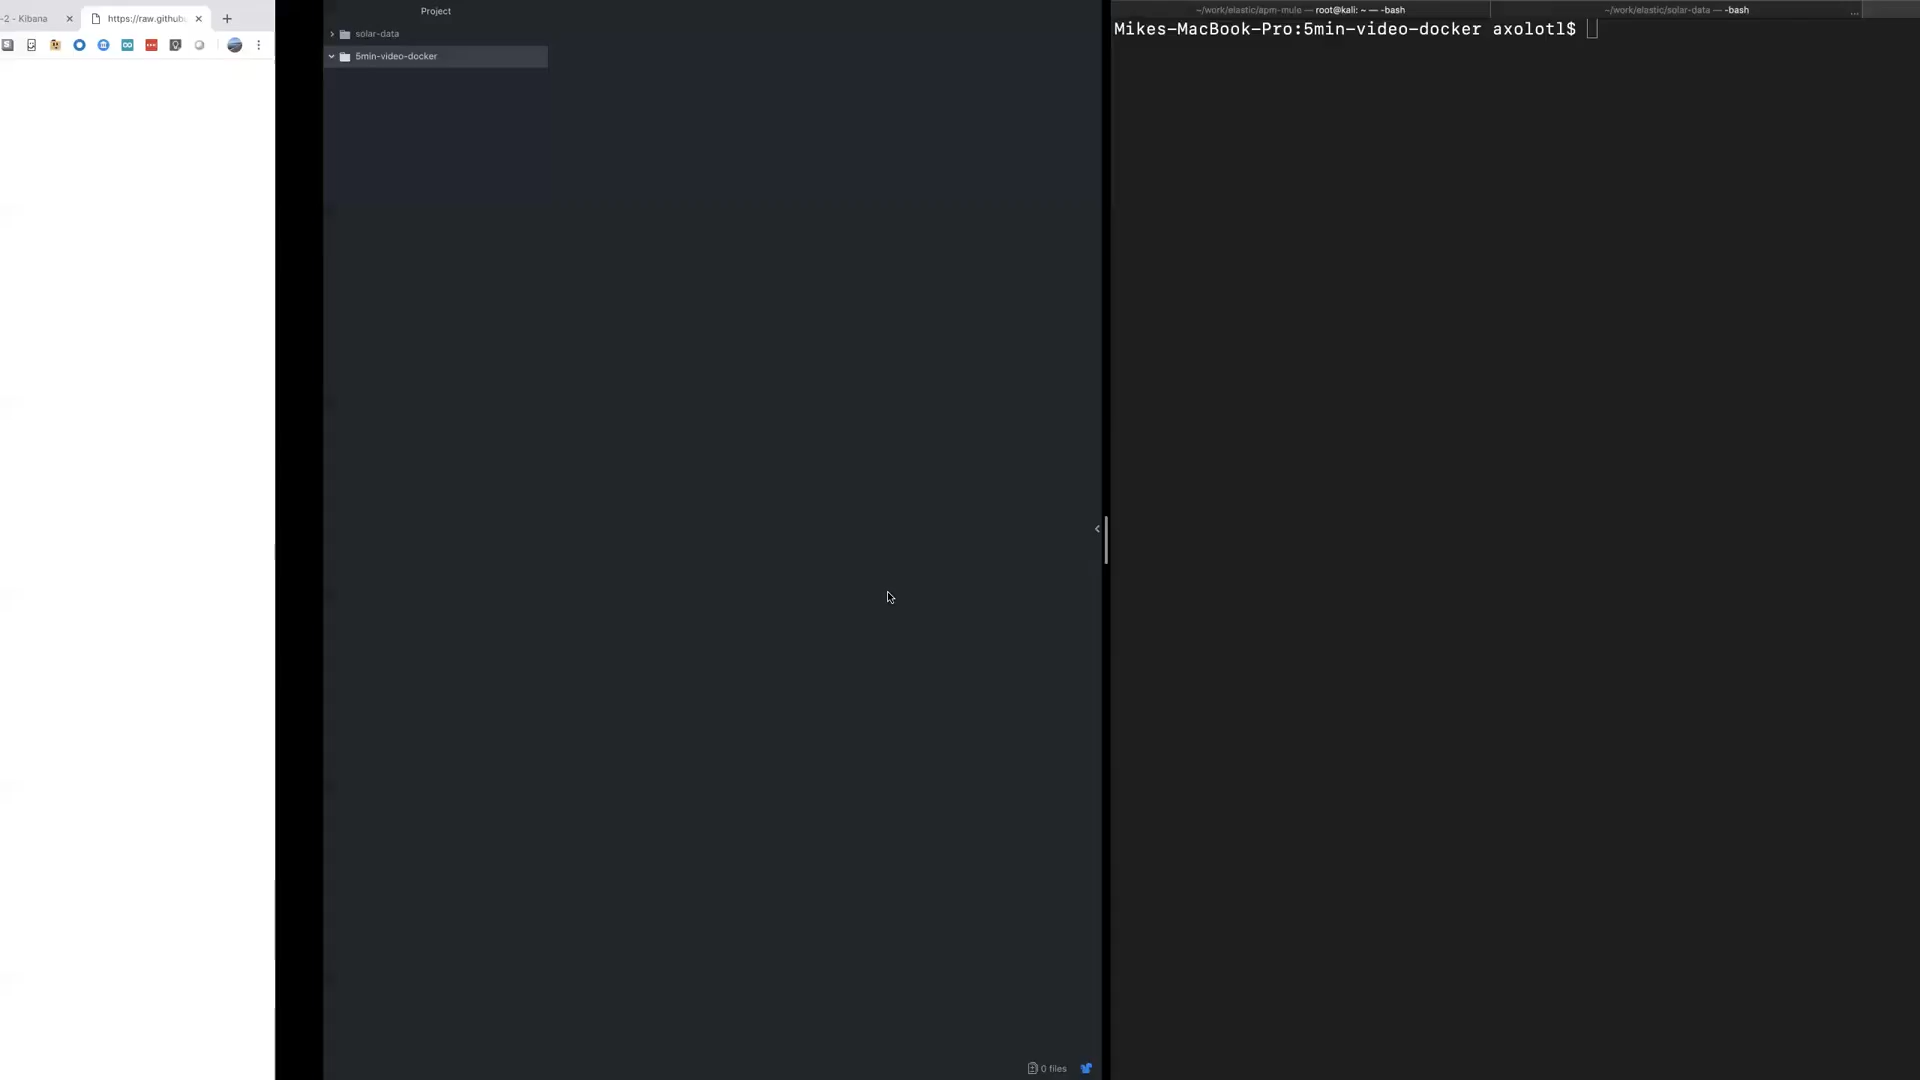 -2 - Kibana
https://raw.github
Project
solar-data
5min-video-docker
0 files
~/work/elastic/apm-mule — root@kali: ~ — -bash
~/work/elastic/solar-data — -bash
...
Mikes-MacBook-Pro:5min-video-docker axolotl$